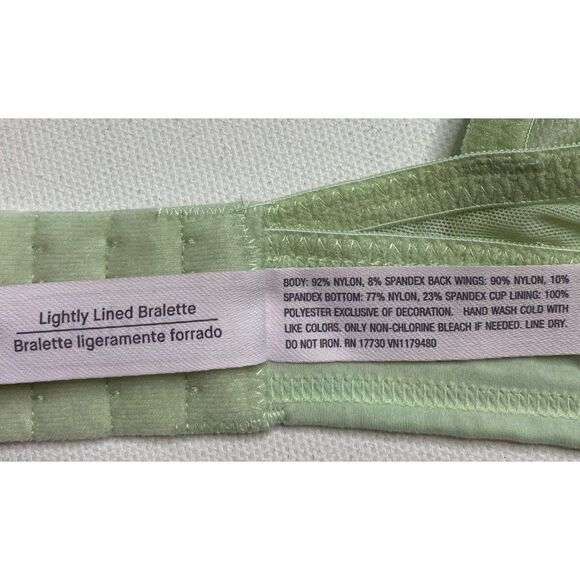 Lightly Lined Bralette
Bralette ligeramente forrado
BODY: 92% NYLON, 8% SPANDEX BACK WINGS: 90% NYLON, 10%
SPANDEX BOTTOM: 77% NYLON, 23% SPANDEX CUP LINING: 100%
POLYESTER EXCLUSIVE OF DECORATION. HAND WASH COLD WITH
LIKE COLORS. ONLY NON-CHLORINE BLEACH IF NEEDED. LINE DRY.
DO NOT IRON. RN 17730 VN1179480